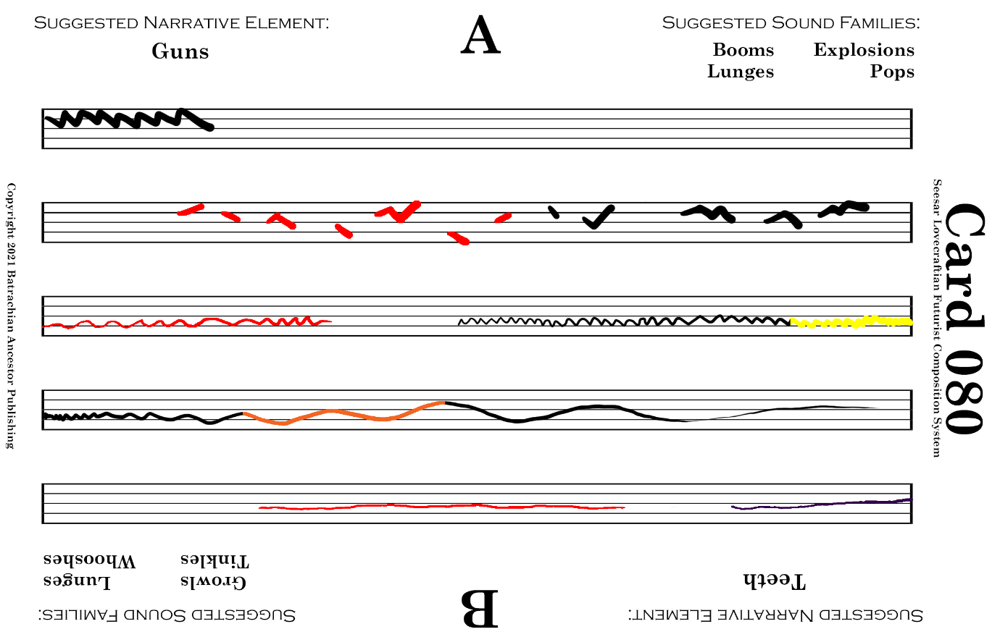 SUGGESTED NARRATIVE ELEMENT:
Guns
A
SUGGESTED SOUND FAMILIES:
Booms Explosions
Lunges Pops
Copyright 2021 Batrachian Ancestor Publishing
Card 080
Seesar Lovecraftian Futurist Composition System
B
SUGGESTED NARRATIVE ELEMENT:
Teeth
SUGGESTED SOUND FAMILIES:
Growls Lunges
Tinkles Whooshes